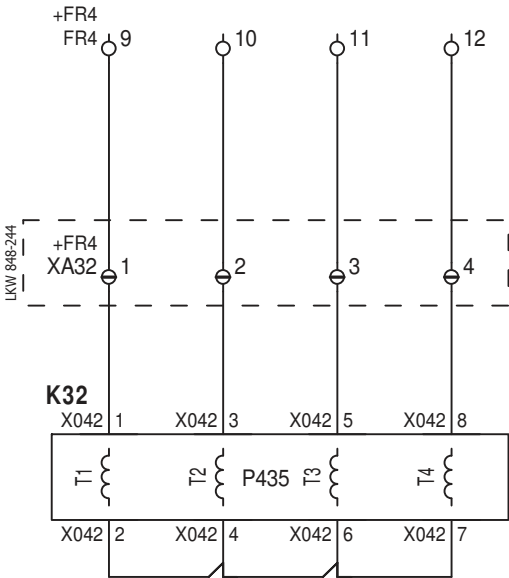 +FR4
FR4 9 10 11 12
LKW 848-244
+FR4
XA32 1 2 3 4
K32
X042 1 X042 3 X042 5 X042 8
T1 T2 P435 T3 T4
X042 2 X042 4 X042 6 X042 7